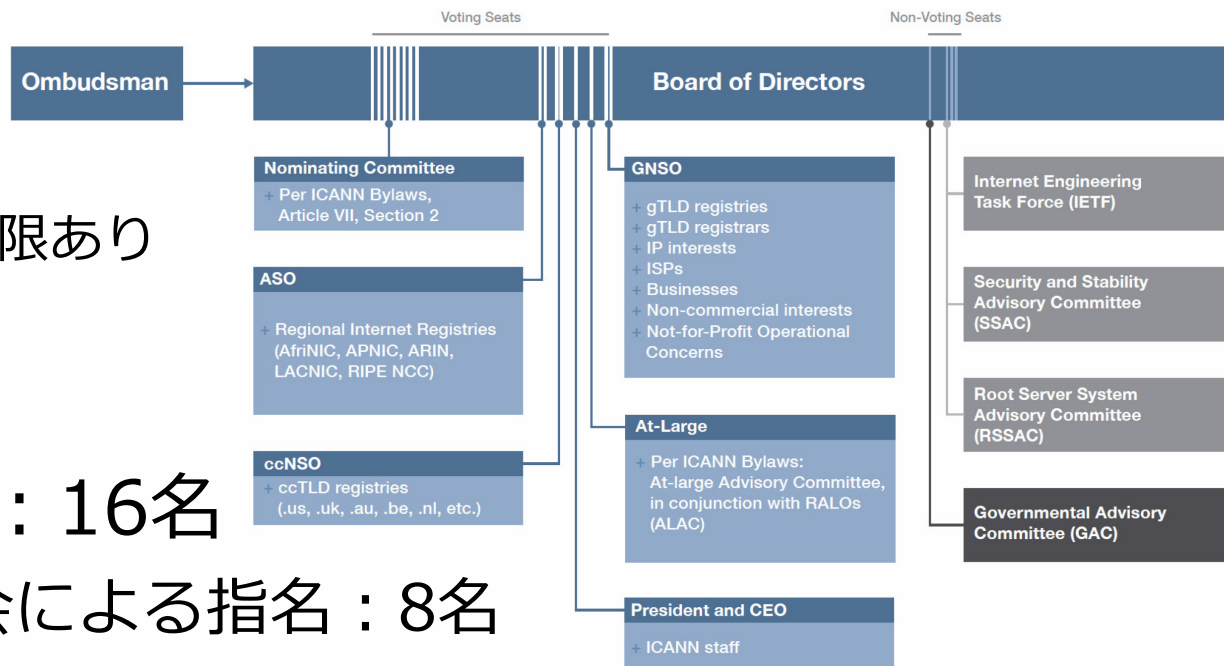 Voting Seats
Non-Voting Seats
Ombudsman
Board of Directors
Nominating Committee
+ Per ICANN Bylaws,
Article VII, Section 2
ASO
+ Regional Internet Registries
(AfriNIC, APNIC, ARIN,
LACNIC, RIPE NCC)
ccNSO
+ ccTLD registries
(.us, .uk, .au, .be, .nl, etc.)
GNSO
+ gTLD registries
+ gTLD registrars
+ IP interests
+ ISPs
+ Businesses
+ Non-commercial interests
+ Not-for-Profit Operational
Concerns
At-Large
+ Per ICANN Bylaws:
At-large Advisory Committee,
in conjunction with RALOs
(ALAC)
President and CEO
+ ICANN staff
Internet Engineering
Task Force (IETF)
Security and Stability
Advisory Committee
(SSAC)
Root Server System
Advisory Committee
(RSSAC)
Governmental Advisory
Committee (GAC)
限あり
：16名
会による指名：8名